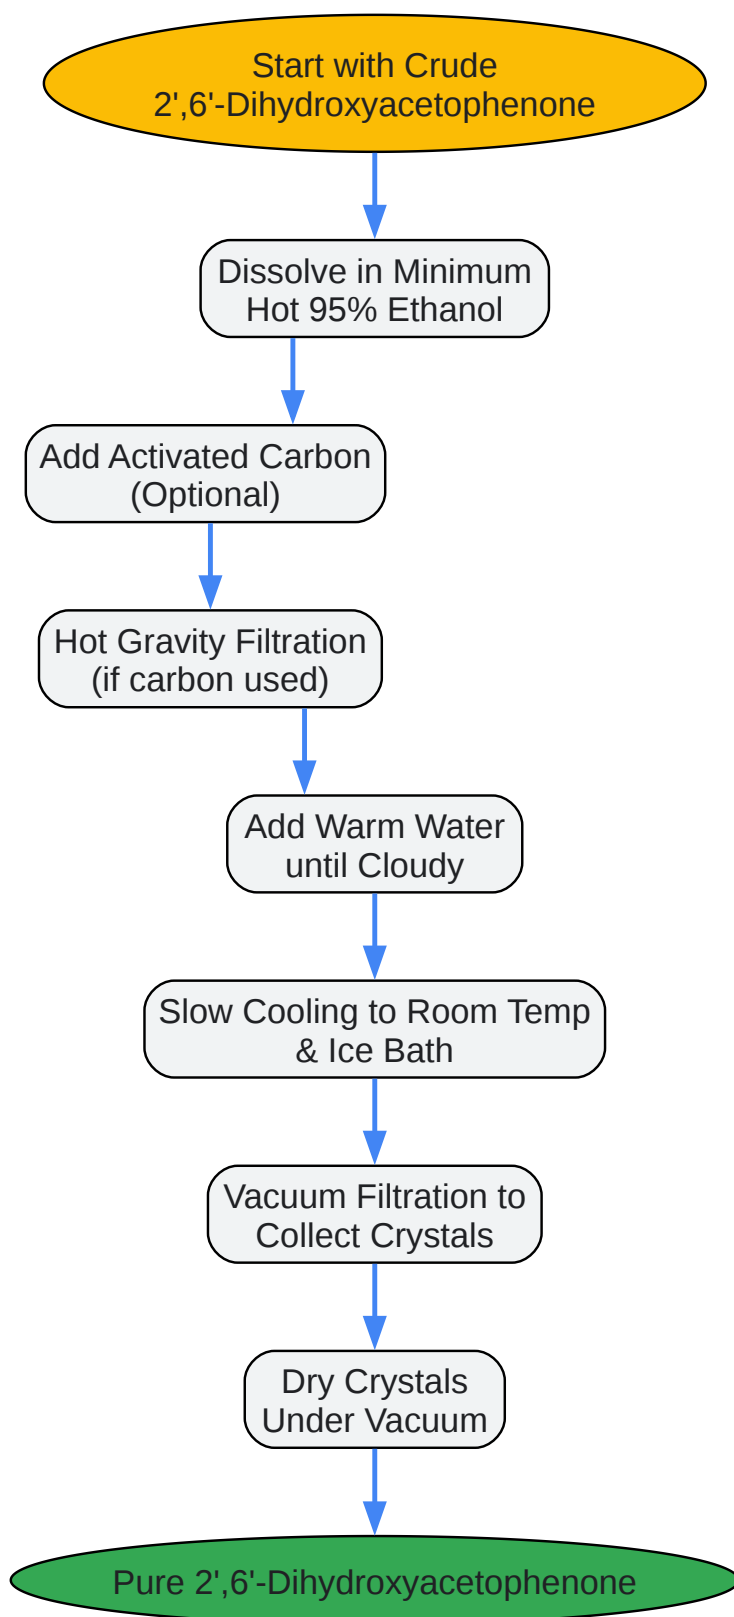 Start with Crude
2',6'-Dihydroxyacetophenone
Dissolve in Minimum
Hot 95% Ethanol
Add Activated Carbon
(Optional)
Hot Gravity Filtration
(if carbon used)
Add Warm Water
until Cloudy
Slow Cooling to Room Temp
& Ice Bath
Vacuum Filtration to
Collect Crystals
Dry Crystals
Under Vacuum
Pure 2',6'-Dihydroxyacetophenone